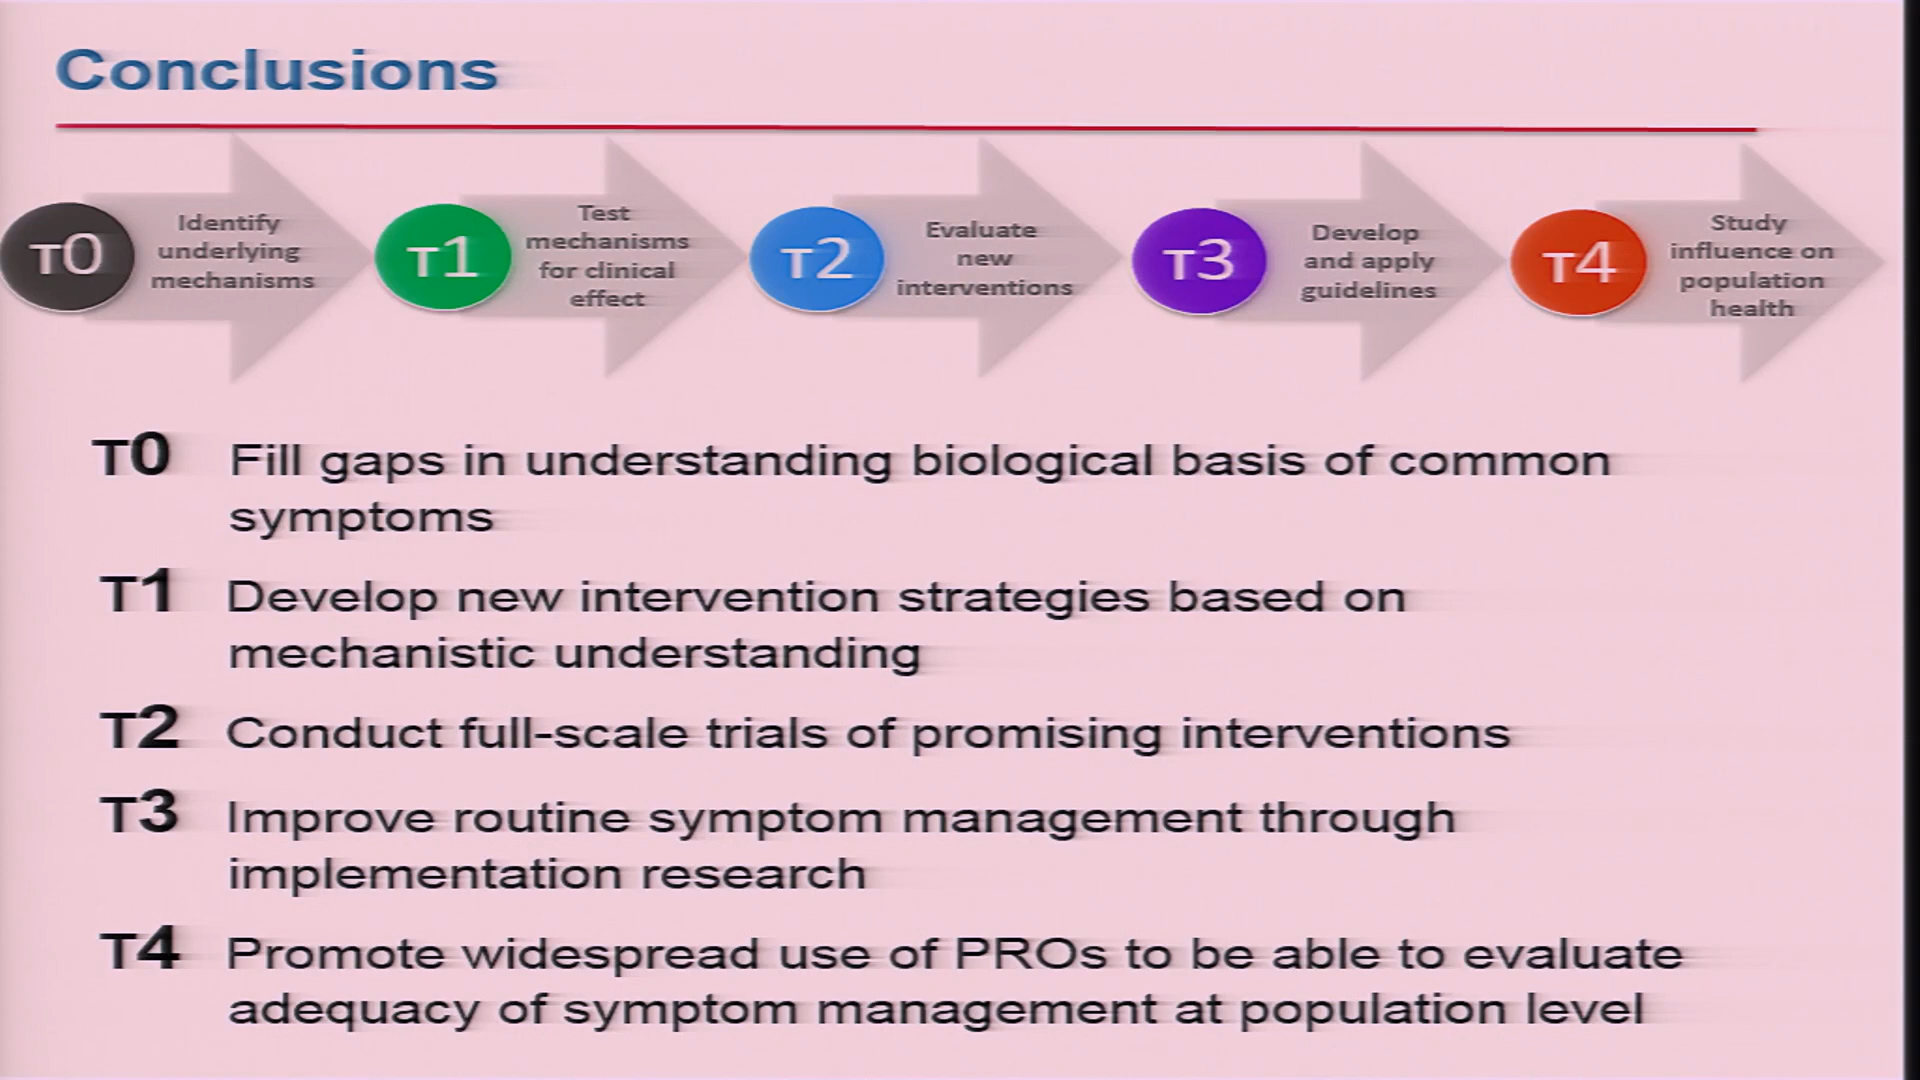 Conclusions
T0
Identify
underlying
mechanisms
T1
Test
mechanisms
for clinical
effect
T2
Evaluate
new
interventions
T3
Develop
and apply
guidelines
T4
Study
influence on
population
health
T0 Fill gaps in understanding biological basis of common
symptoms
T1 Develop new intervention strategies based on
mechanistic understanding
T2 Conduct full-scale trials of promising interventions
T3 Improve routine symptom management through
implementation research
T4 Promote widespread use of PROs to be able to evaluate
adequacy of symptom management at population level